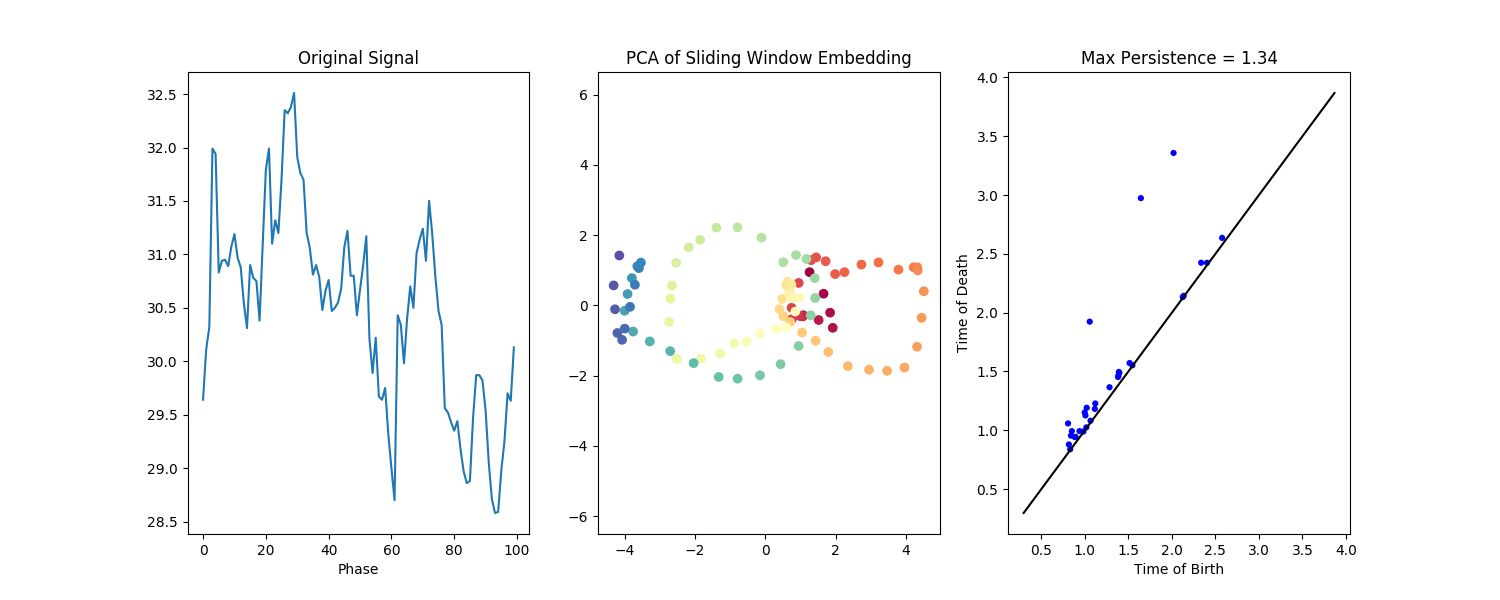 Original Signal
32.5
32.0
31.5
31.0
30.5
30.0
29.5
29.0
28.5
0 20 40 60 80 100
Phase
PCA of Sliding Window Embedding
6
4
2
0
−2
−4
−6
−4 −2 0 2 4
Max Persistence = 1.34
Time of Death
4.0
3.5
3.0
2.5
2.0
1.5
1.0
0.5
0.5 1.0 1.5 2.0 2.5 3.0 3.5 4.0
Time of Birth